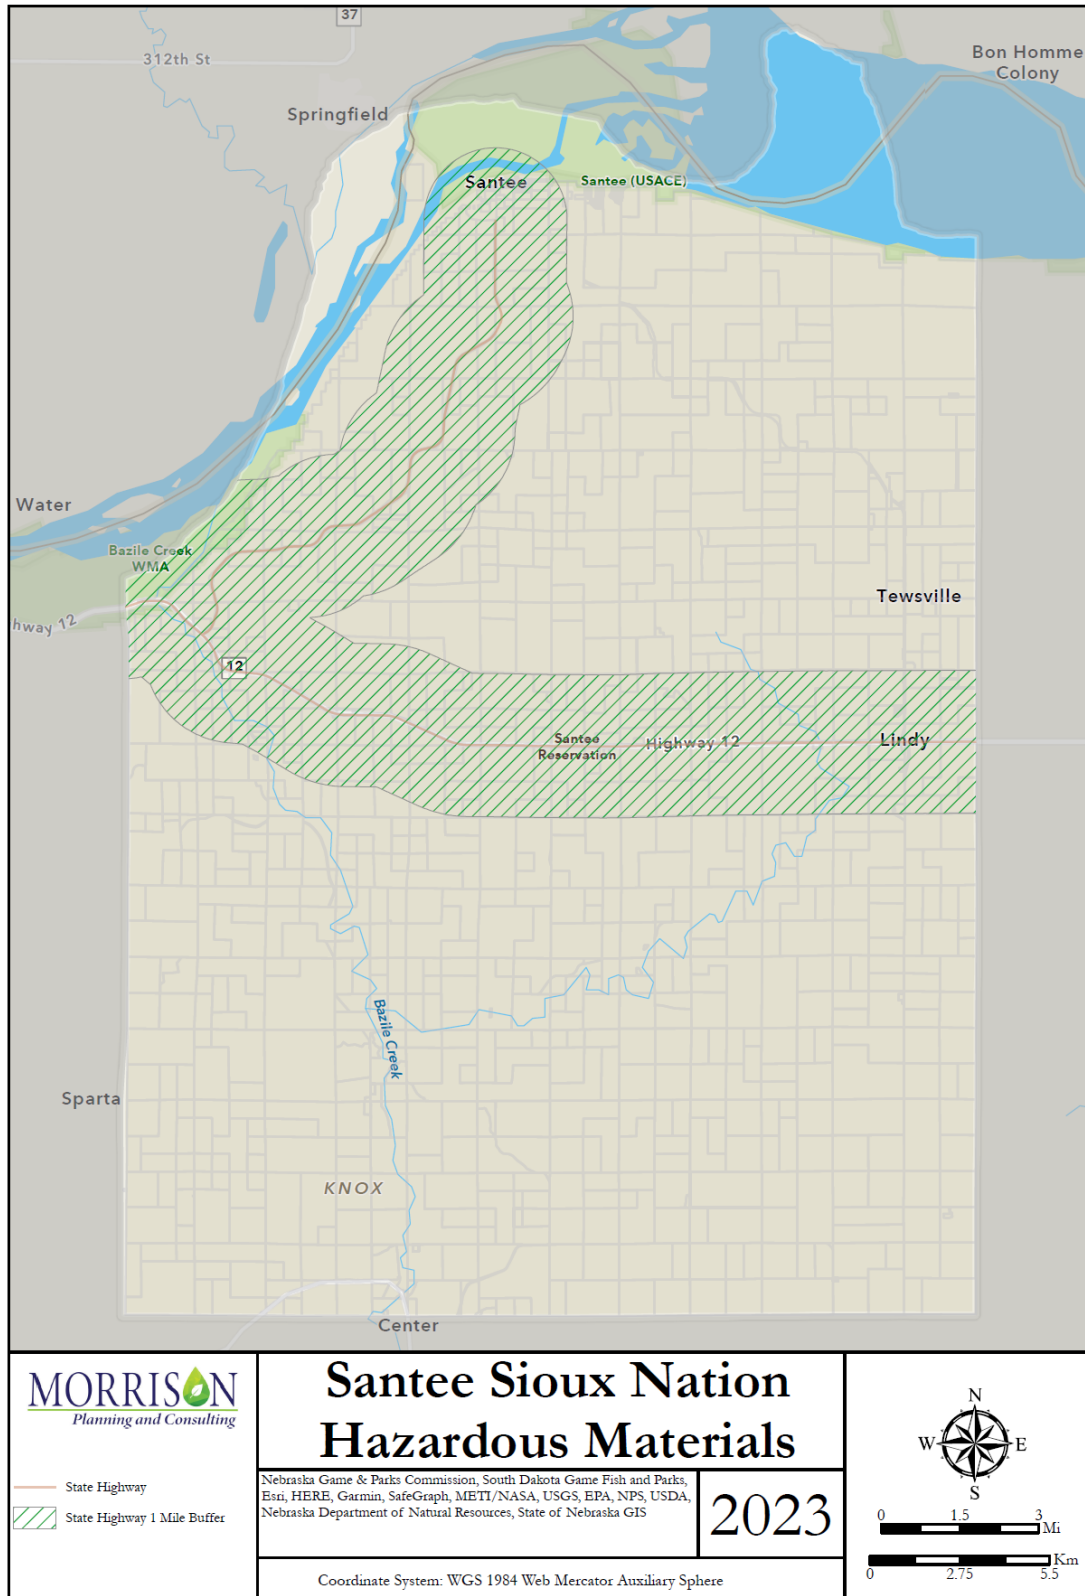 37
312th St
Bon Homme
Colony
Springfield
Santee
Santee (USACE)
Water
Bazile Creek
WMA
Tewsville
hway 12
12
Santee
Reservation
Highway 12
Lindy
Bazile Creek
Sparta
KNOX
Center
MORRISON
Planning and Consulting
State Highway
State Highway 1 Mile Buffer
Santee Sioux Nation
Hazardous Materials
Nebraska Game & Parks Commission, South Dakota Game Fish and Parks,
Esri, HERE, Garmin, SafeGraph, METI/NASA, USGS, EPA, NPS, USDA,
Nebraska Department of Natural Resources, State of Nebraska GIS
2023
Coordinate System: WGS 1984 Web Mercator Auxiliary Sphere
N
W E
S
0 1.5 3
Mi
Km
0 2.75 5.5